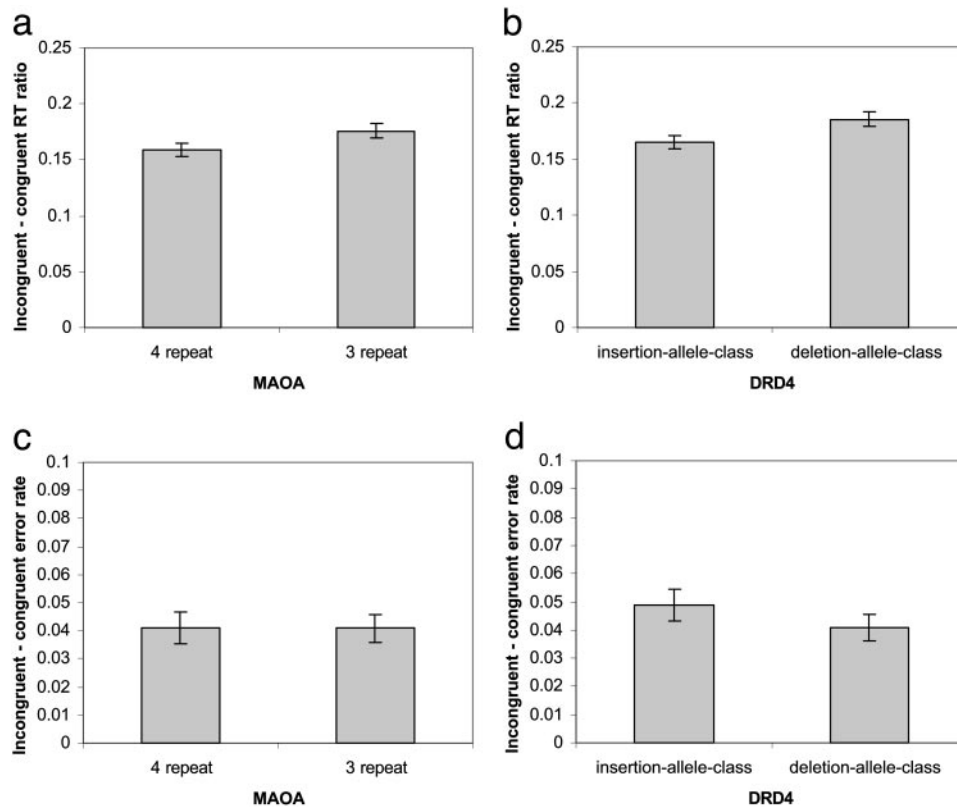 a
Incongruent - congruent RT ratio
0.25
0.2
0.15
0.1
0.05
0
4 repeat
3 repeat
MAOA
b
Incongruent - congruent RT ratio
0.25
0.2
0.15
0.1
0.05
0
insertion-allele-class
deletion-allele-class
DRD4
c
Incongruent - congruent error rate
0.1
0.09
0.08
0.07
0.06
0.05
0.04
0.03
0.02
0.01
0
4 repeat
3 repeat
MAOA
d
Incongruent - congruent error rate
0.1
0.09
0.08
0.07
0.06
0.05
0.04
0.03
0.02
0.01
0
insertion-allele-class
deletion-allele-class
DRD4